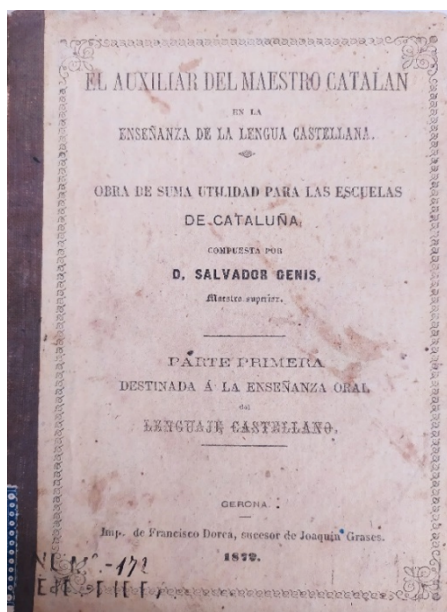 EL AUXILIAR DEL MAESTRO CATALAN
EN LA
ENSEÑANZA DE LA LENGUA CASTELLANA.
OBRA DE SUMA UTILIDAD PARA LAS ESCUELAS
DE CATALUÑA,
COMPUESTA POR
D. SALVADOR GENIS,
Maestro superior.
PARTE PRIMERA
DESTINADA Á LA ENSEÑANZA ORAL
del
LENGUAJE CASTELLANO.
GERONA.
Imp. de Francisco Dorca, sucesor de Joaquin Grases.